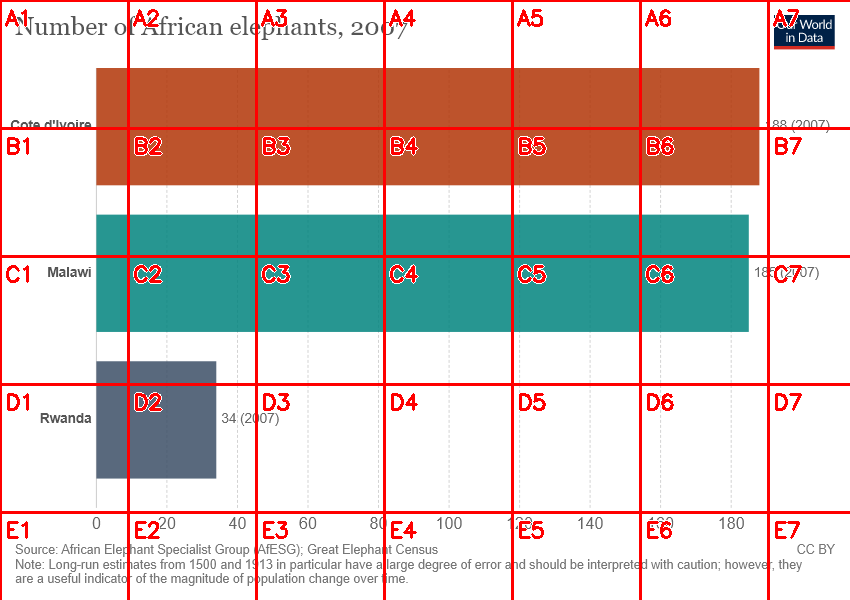 Number of African elephants, 2007
Our World
in Data
Cote d'Ivoire
188 (2007)
Malawi
185 (2007)
Rwanda
34 (2007)
0 20 40 60 80 100 120 140 160 180
Source: African Elephant Specialist Group (AfESG); Great Elephant Census
CC BY
Note: Long-run estimates from 1500 and 1913 in particular have a large degree of error and should be interpreted with caution; however, they
are a useful indicator of the magnitude of population change over time.
A1 A2 A3 A4 A5 A6 A7
B1 B2 B3 B4 B5 B6 B7
C1 C2 C3 C4 C5 C6 C7
D1 D2 D3 D4 D5 D6 D7
E1 E2 E3 E4 E5 E6 E7